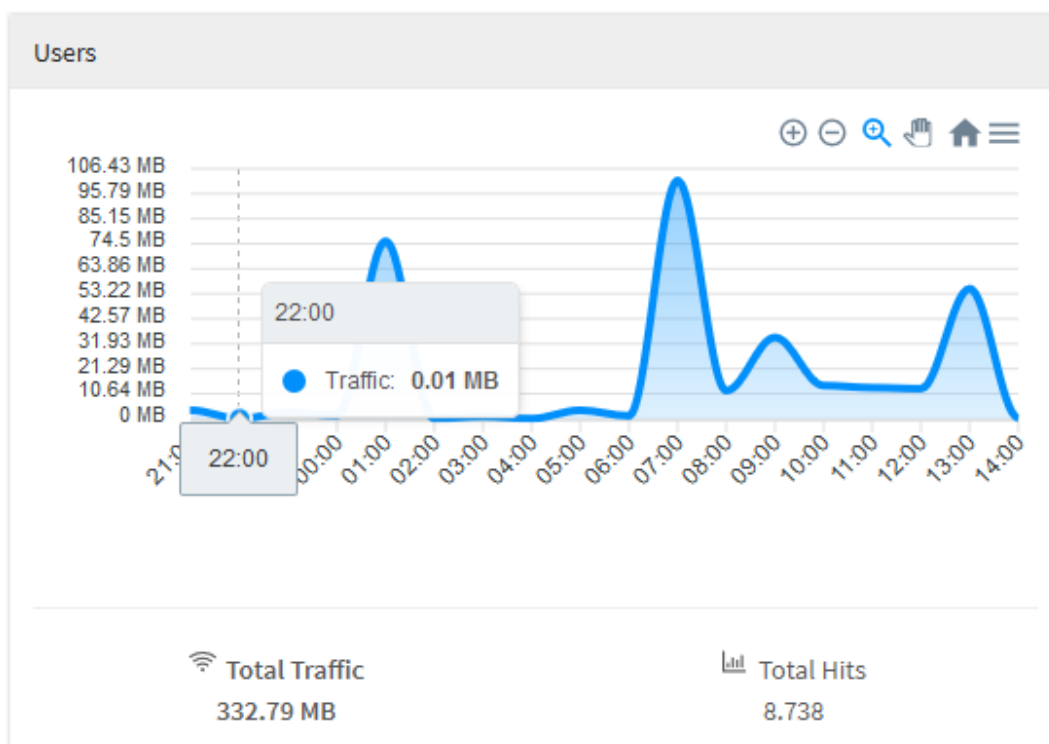 Users
106.43 MB
95.79 MB
85.15 MB
74.5 MB
63.86 MB
53.22 MB
42.57 MB
31.93 MB
21.29 MB
10.64 MB
0 MB
22:00
Traffic: 0.01 MB
22:00
00:00 01:00 02:00 03:00 04:00 05:00 06:00 07:00 08:00 09:00 10:00 11:00 12:00 13:00 14:00
Total Traffic
332.79 MB
Total Hits
8.738